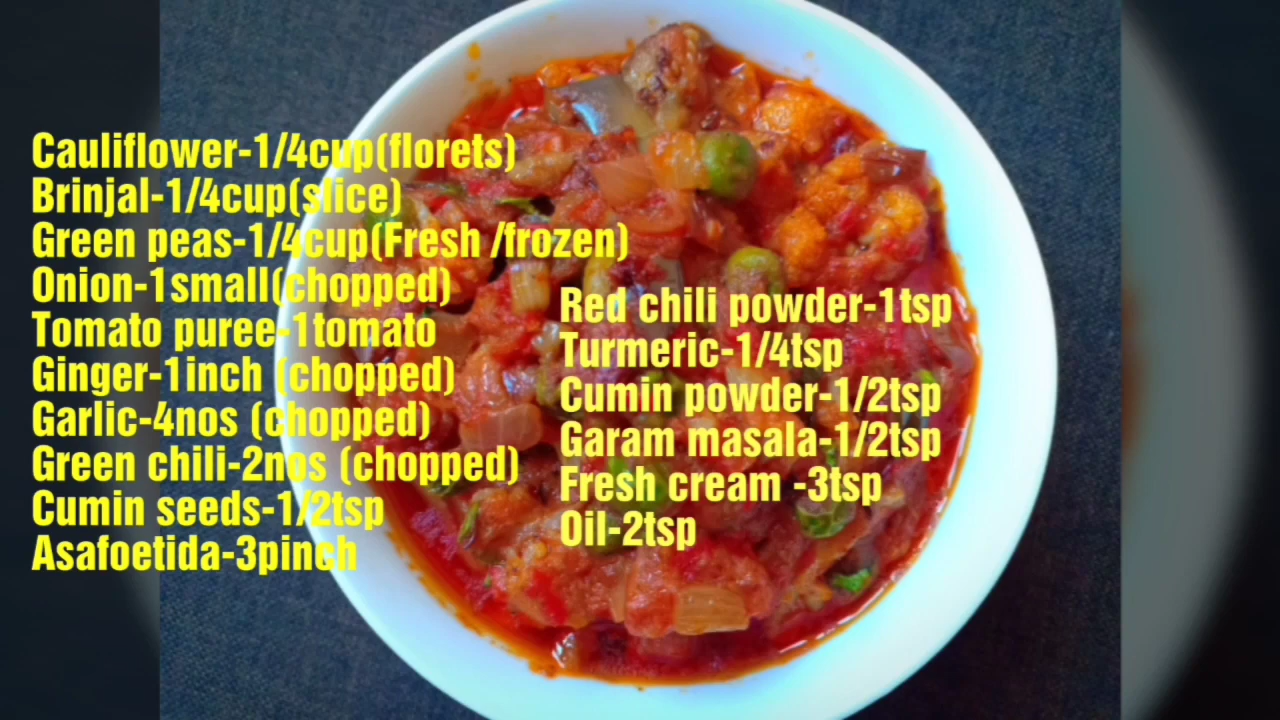 Cauliflower-1/4cup(florets)
Brinjal-1/4cup(slice)
Green peas-1/4cup(Fresh /frozen)
Onion-1small(chopped)
Tomato puree-1tomato
Ginger-1inch (chopped)
Garlic-4nos (chopped)
Green chili-2nos (chopped)
Cumin seeds-1/2tsp
Asafoetida-3pinch
Red chili powder-1tsp
Turmeric-1/4tsp
Cumin powder-1/2tsp
Garam masala-1/2tsp
Fresh cream -3tsp
Oil-2tsp